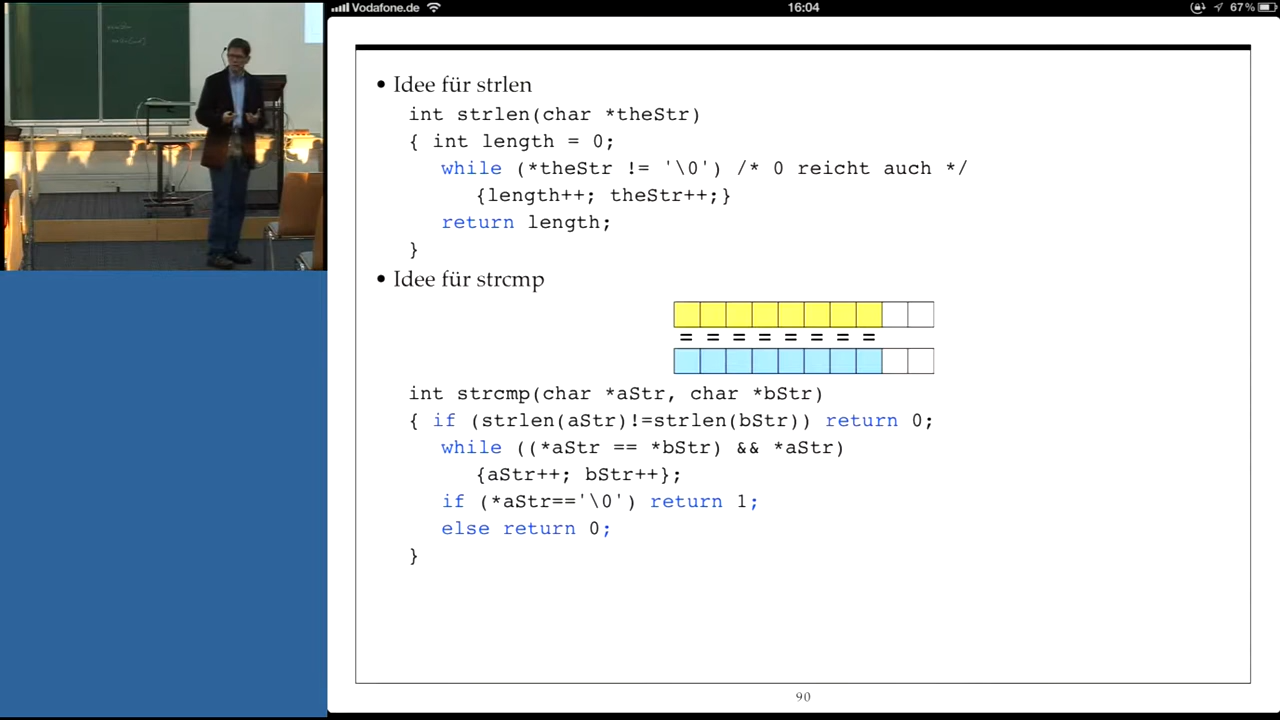 Vodafone.de
16:04
67%
• Idee für strlen
int strlen(char *theStr)
{ int length = 0;
while (*theStr != '\0') /* 0 reicht auch */
{length++; theStr++;}
return length;
}
• Idee für strcmp
= = = = = = = =
int strcmp(char *aStr, char *bStr)
{ if (strlen(aStr)!=strlen(bStr)) return 0;
while ((*aStr == *bStr) && *aStr)
{aStr++; bStr++};
if (*aStr=='\0') return 1;
else return 0;
}
90